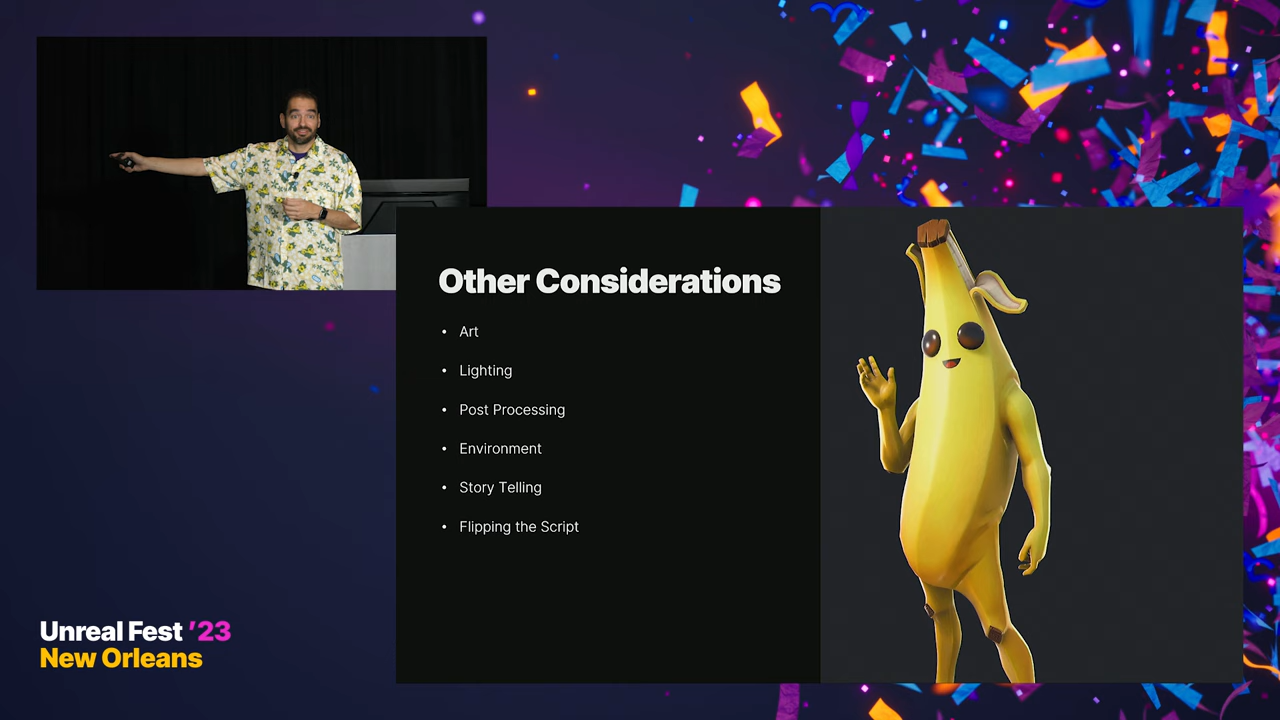 Other Considerations
• Art
• Lighting
• Post Processing
• Environment
• Story Telling
• Flipping the Script
Unreal Fest '23
New Orleans